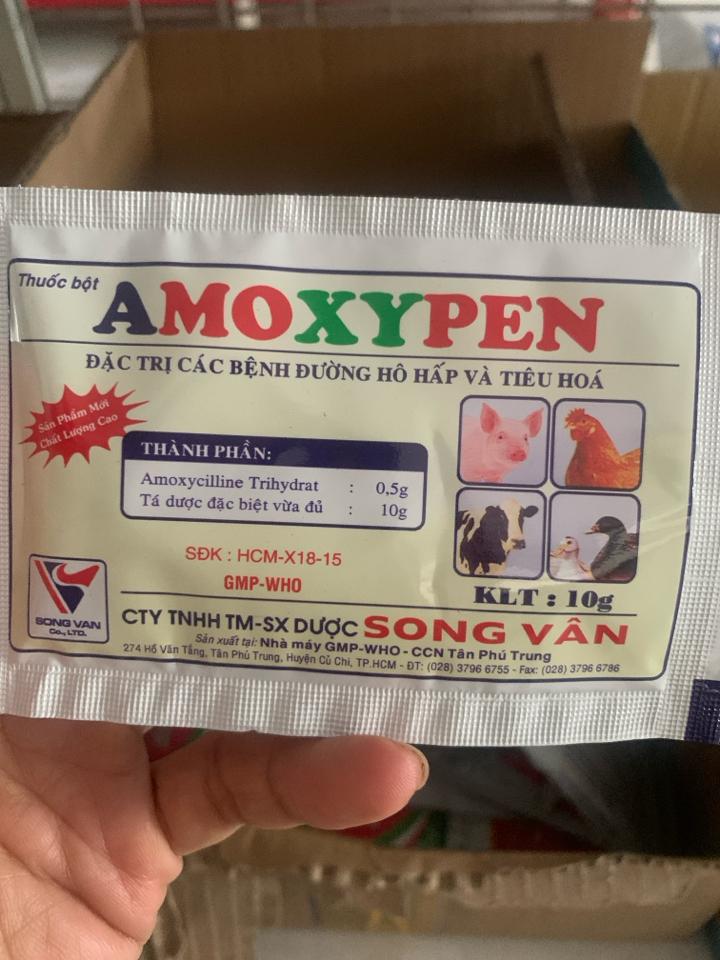 Thuốc bột
AMOXYPEN
ĐẶC TRỊ CÁC BỆNH ĐƯỜNG HÔ HẤP VÀ TIÊU HOÁ
Sản Phẩm Mới
Chất Lượng Cao
THÀNH PHẦN:
Amoxycilline Trihydrat : 0,5g
Tá dược đặc biệt vừa đủ : 10g
SĐK : HCM-X18-15
GMP-WHO
KLT : 10g
SONG VAN
Co., LTD.
CTY TNHH TM-SX DƯỢC SONG VÂN
Sản xuất tại: Nhà máy GMP-WHO - CCN Tân Phú Trung
274 Hồ Văn Tắng, Tân Phú Trung, Huyện Củ Chi, TP.HCM - ĐT: (028) 3796 6755 - Fax: (028) 3796 6786